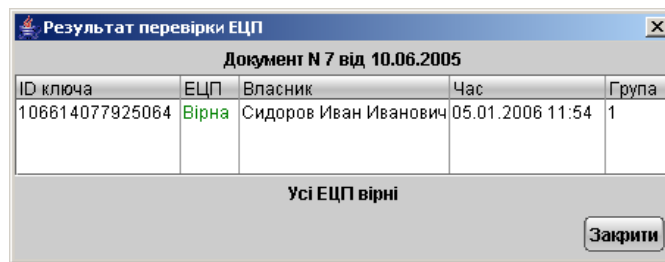 Результат перевірки ЕЦП
Документ N 7 від 10.06.2005
ID ключа ЕЦП Власник Час Група
106614077925064 Вірна Сидоров Иван Иванович 05.01.2006 11:54 1
Усі ЕЦП вірні
Закрити